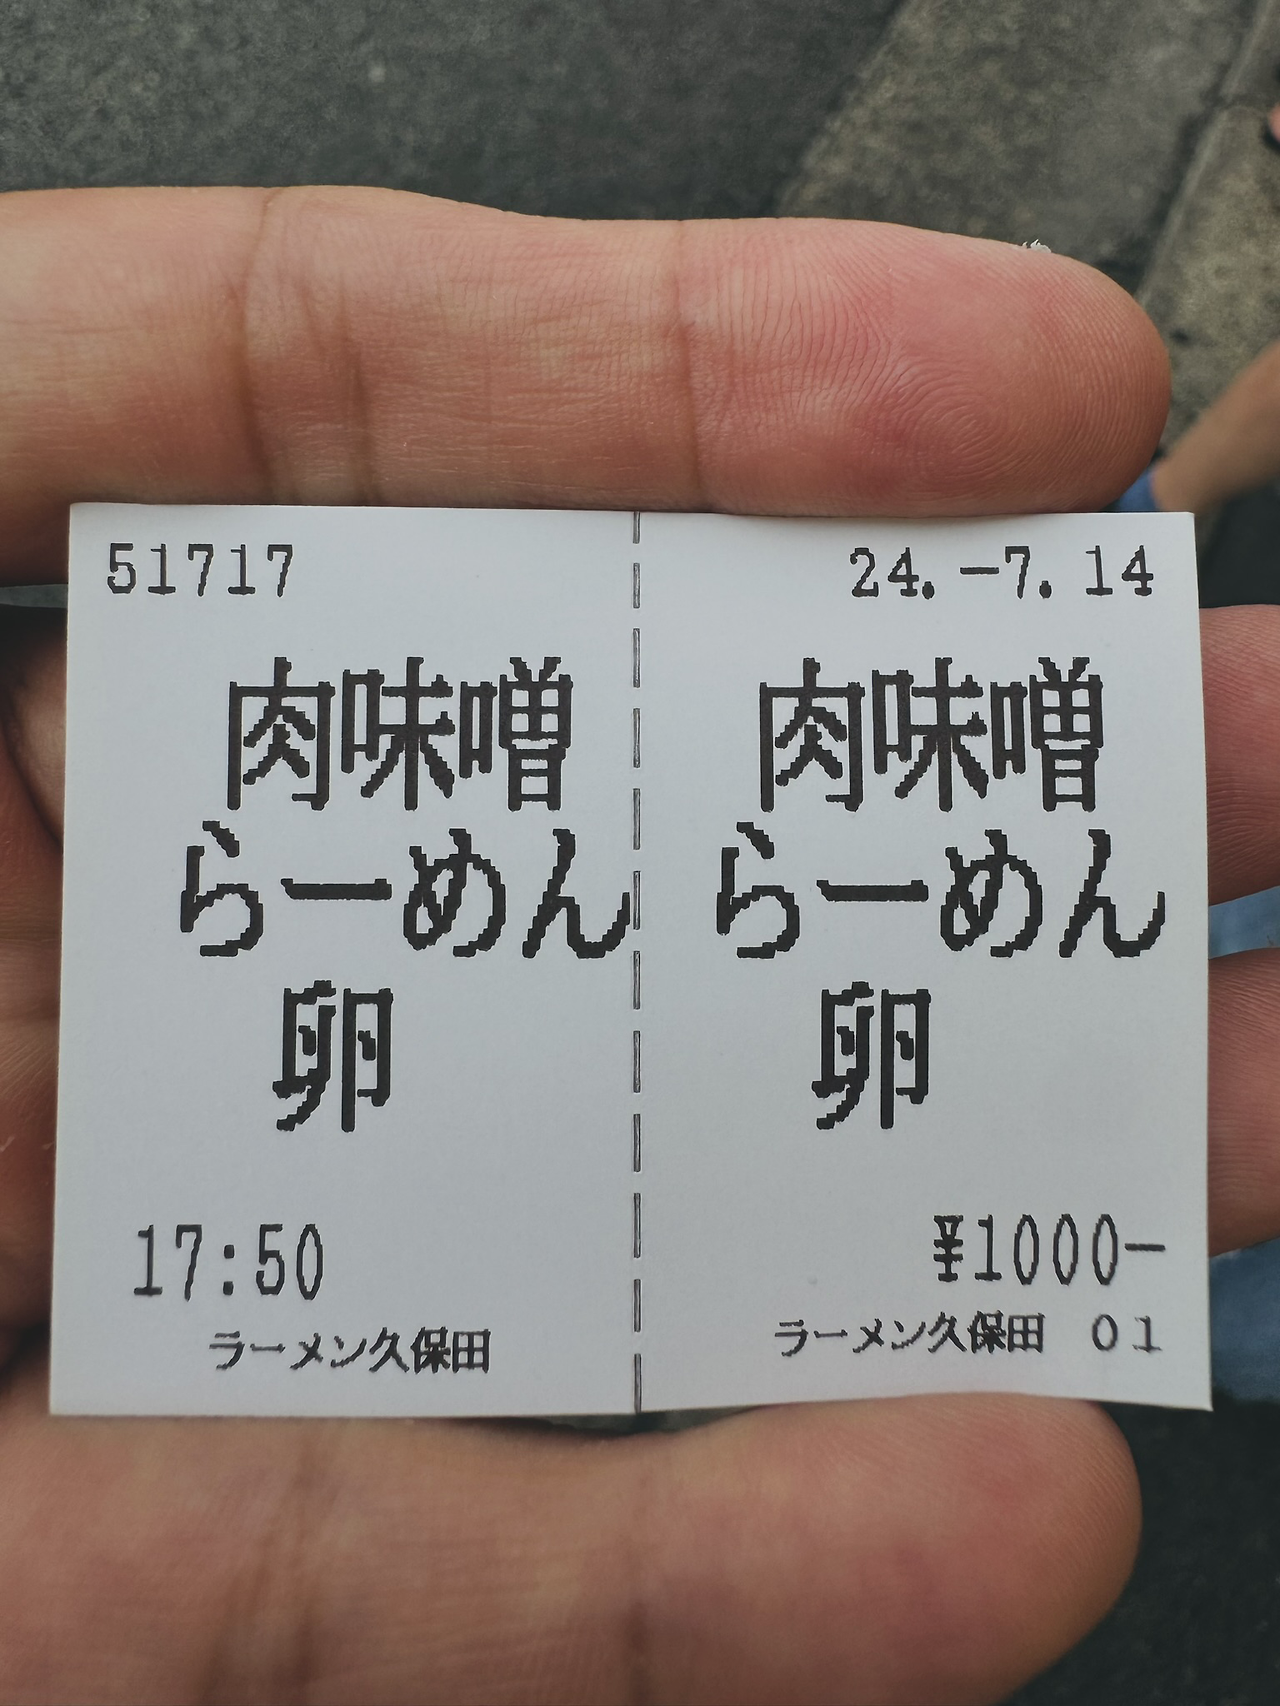 51717
肉味噌
らーめん
卵
17:50
ラーメン久保田
24.-7.14
肉味噌
らーめん
卵
¥1000-
ラーメン久保田 01